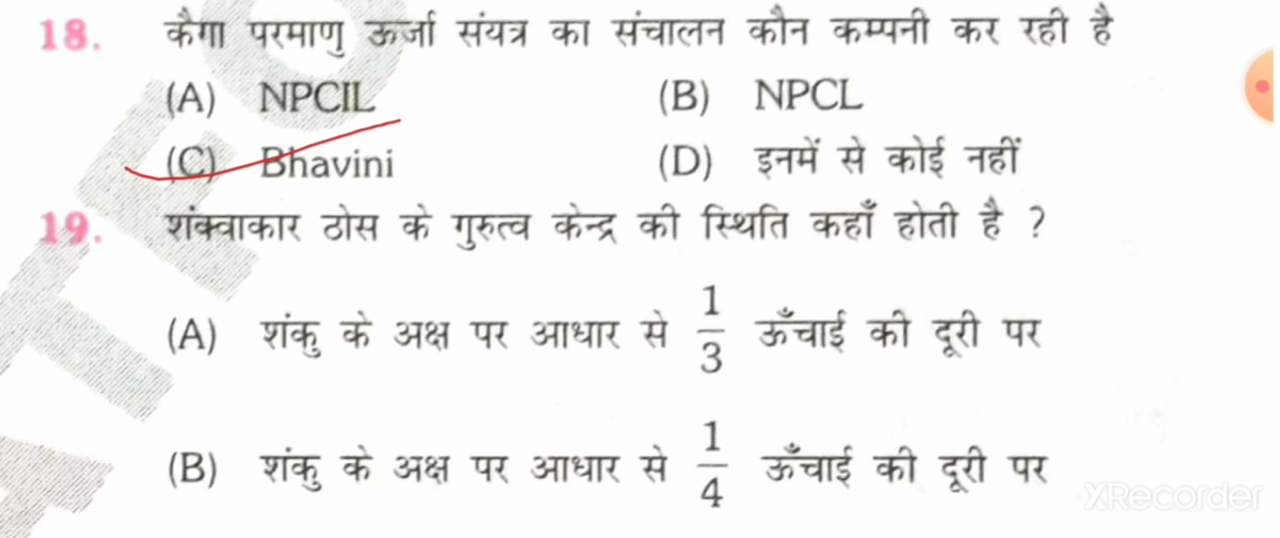 18. कैगा परमाणु ऊर्जा संयत्र का संचालन कौन कम्पनी कर रही है
(A) NPCIL (B) NPCL
(C) Bhavini (D) इनमें से कोई नहीं
19. शंक्वाकार ठोस के गुरुत्व केन्द्र की स्थिति कहाँ होती है ?
(A) शंकु के अक्ष पर आधार से 1/3 ऊँचाई की दूरी पर
(B) शंकु के अक्ष पर आधार से 1/4 ऊँचाई की दूरी पर
XRecorder